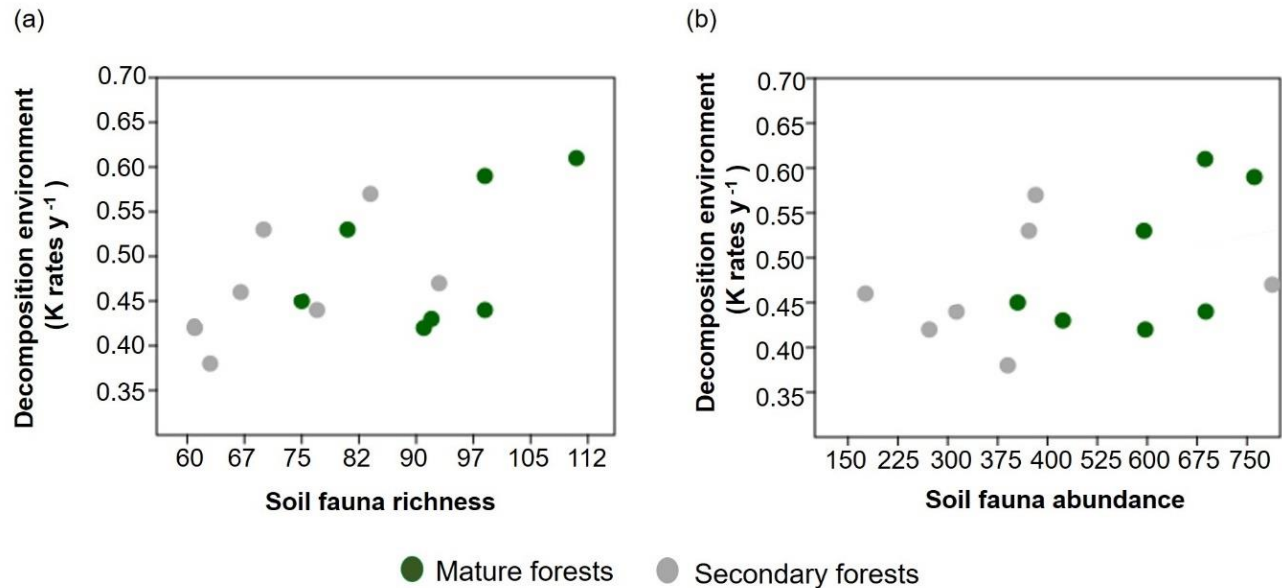 (a)
Decomposition environment
(K rates y -1 )
0.70
0.65
0.60
0.55
0.50
0.45
0.40
0.35
60 67 75 82 90 97 105 112
Soil fauna richness
(b)
Decomposition environment
(K rates y -1 )
0.70
0.65
0.60
0.55
0.50
0.45
0.40
0.35
150 225 300 375 400 525 600 675 750
Soil fauna abundance
Mature forests Secondary forests